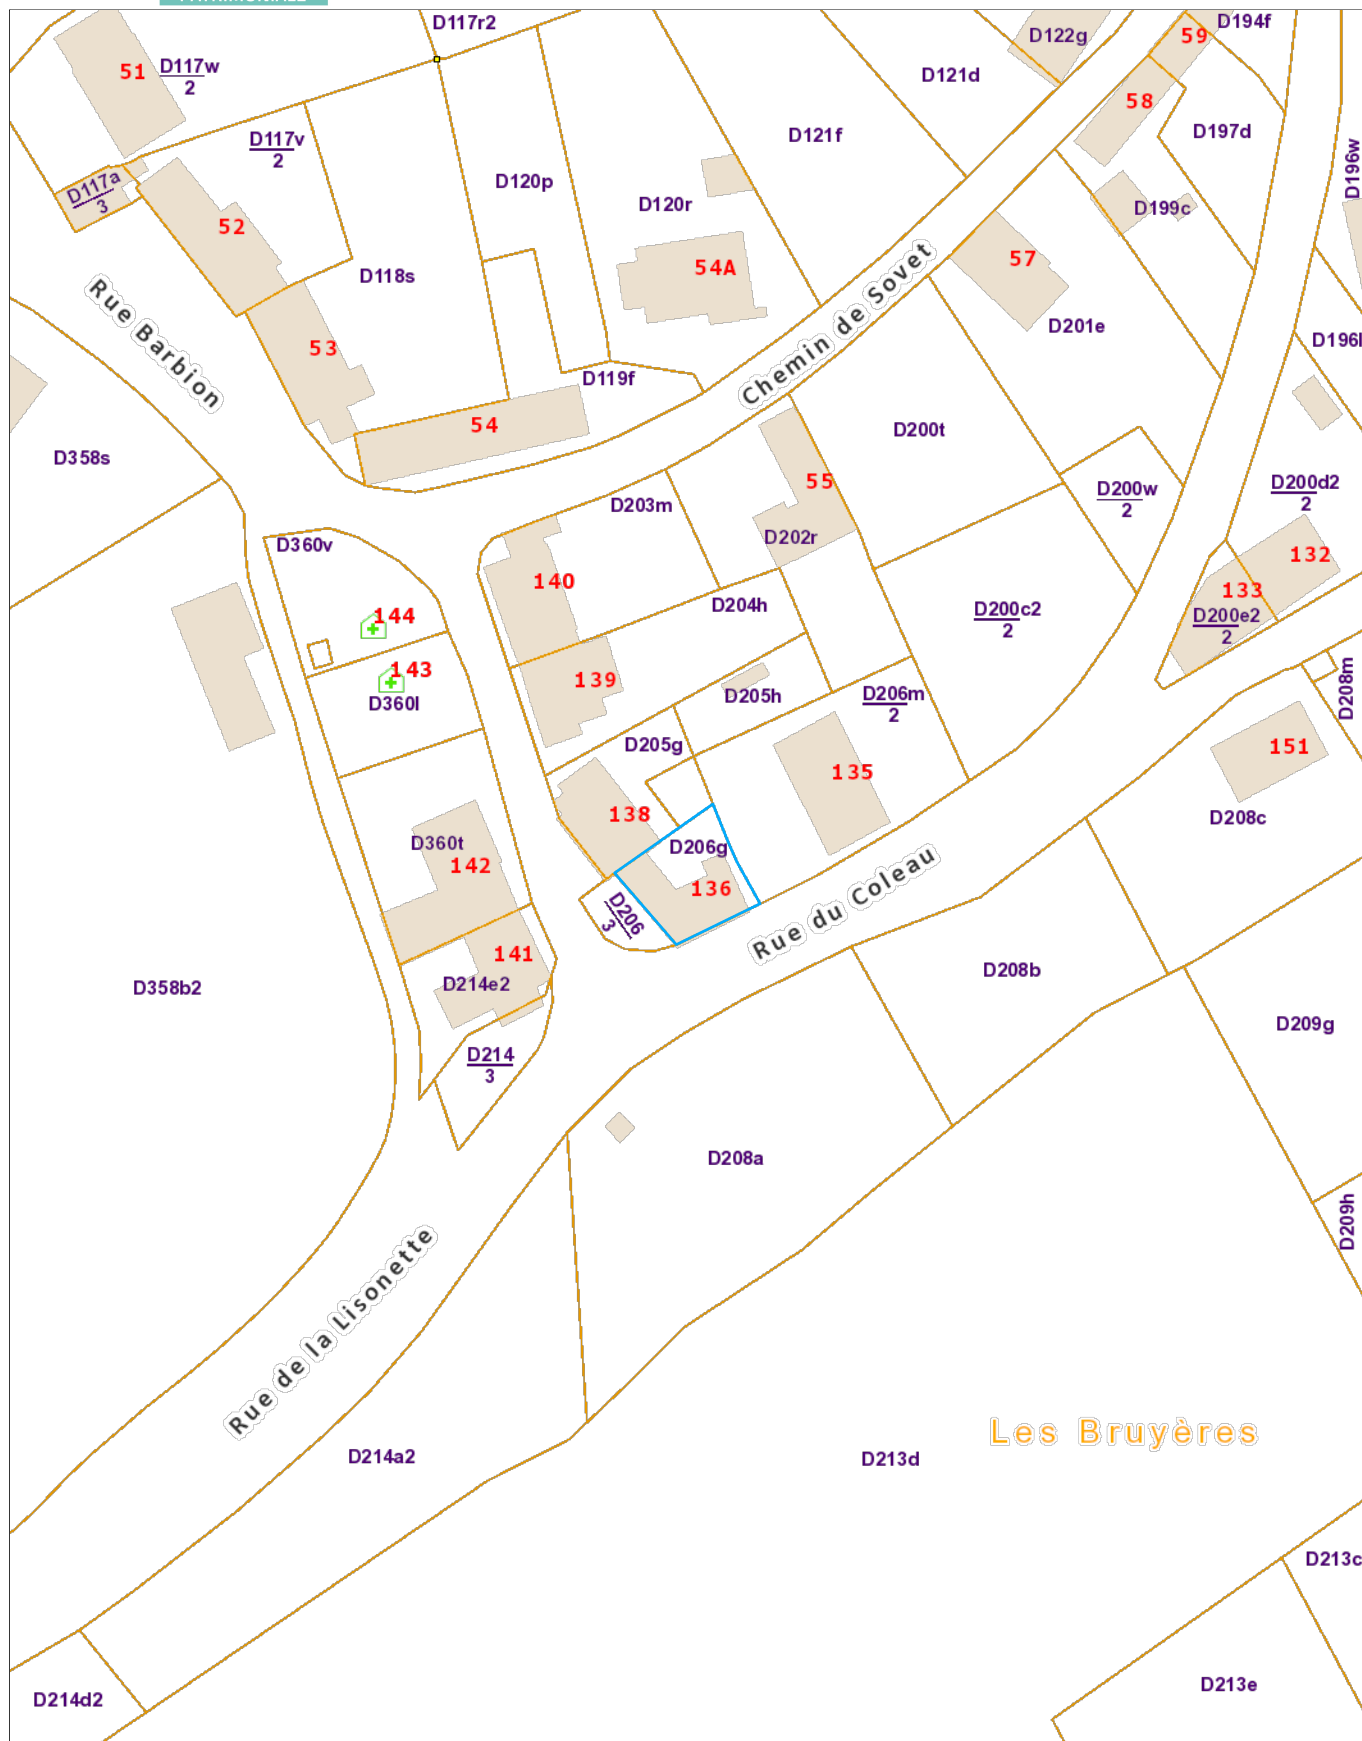 D117r2
D194f
59
D122g
51
D117w
2
D121d
58
D121f
D197d
D117v
2
D196w
D117a
3
D120p
D120r
D199c
52
57
54A
D118s
Rue Barbion
Chemin de Sovet
D201e
53
D119f
54
D200t
D358s
55
D203m
D200w
2
D200d2
2
D202r
D360v
132
140
133
D204h
D200c2
2
D200e2
2
144
143
139
D360l
D205h
D206m
2
D208m
D205g
151
135
138
D208c
D360t
D206g
142
136
D206
3
Rue du Coleau
141
D214e2
D208b
D358b2
D209g
D214
3
D208a
D209h
Rue de la Lisonette
Les Bruyères
D214a2
D213d
D213c
D213e
D214d2